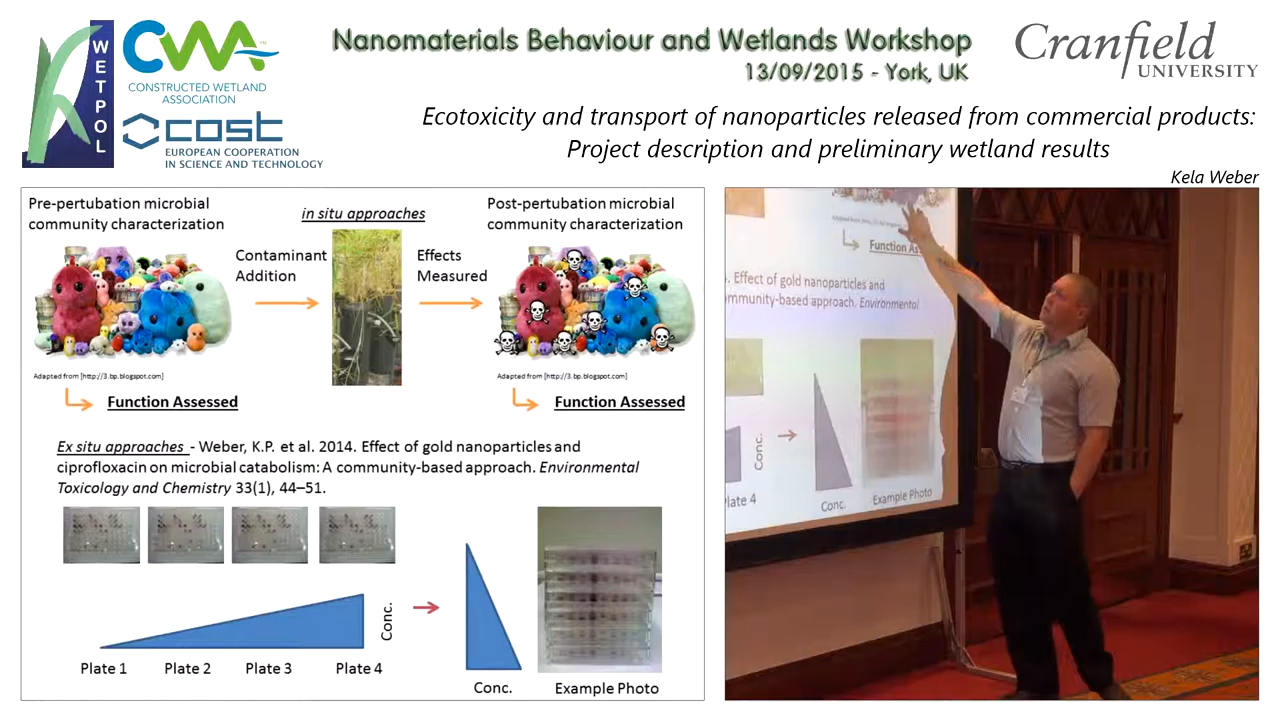 WETPOL
CWA
CONSTRUCTED WETLAND
ASSOCIATION
cost
EUROPEAN COOPERATION
IN SCIENCE AND TECHNOLOGY
Nanomaterials Behaviour and Wetlands Workshop
13/09/2015 - York, UK
Cranfield
UNIVERSITY
Ecotoxicity and transport of nanoparticles released from commercial products:
Project description and preliminary wetland results
Kela Weber
Pre-pertubation microbial
community characterization
in situ approaches
Post-pertubation microbial
community characterization
Contaminant
Addition
Effects
Measured
Adapted from [http://3.bp.blogspot.com]
Adapted from [http://3.bp.blogspot.com]
Function Assessed
Function Assessed
Ex situ approaches - Weber, K.P. et al. 2014. Effect of gold nanoparticles and
ciprofloxacin on microbial catabolism: A community-based approach. Environmental
Toxicology and Chemistry 33(1), 44–51.
Conc.
Plate 1
Plate 2
Plate 3
Plate 4
Conc.
Example Photo
Function Ass
. Effect of gold nanoparticles and
mmunity-based approach. Environmental
Conc.
late 4
Conc.
Example Photo